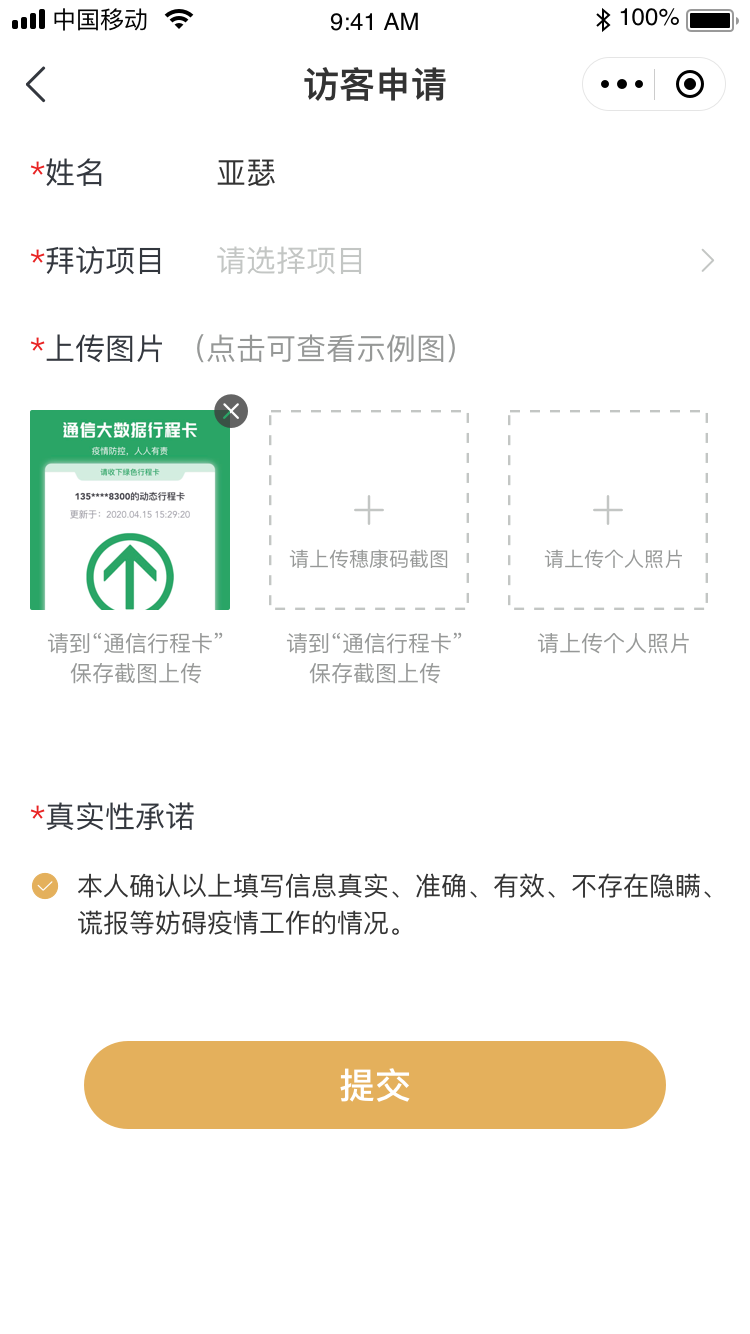 中国移动 9:41 AM 100%
访客申请
*姓名 亚瑟
*拜访项目 请选择项目
*上传图片 （点击可查看示例图）
通信大数据行程卡
疫情防控，人人有责
请收下绿色行程卡
135****8300的动态行程卡
更新于：2020.04.15 15:29:20
请上传穗康码截图 请上传个人照片
请到“通信行程卡” 请到“通信行程卡” 请上传个人照片
保存截图上传 保存截图上传
*真实性承诺
本人确认以上填写信息真实、准确、有效、不存在隐瞒、
谎报等妨碍疫情工作的情况。
提交